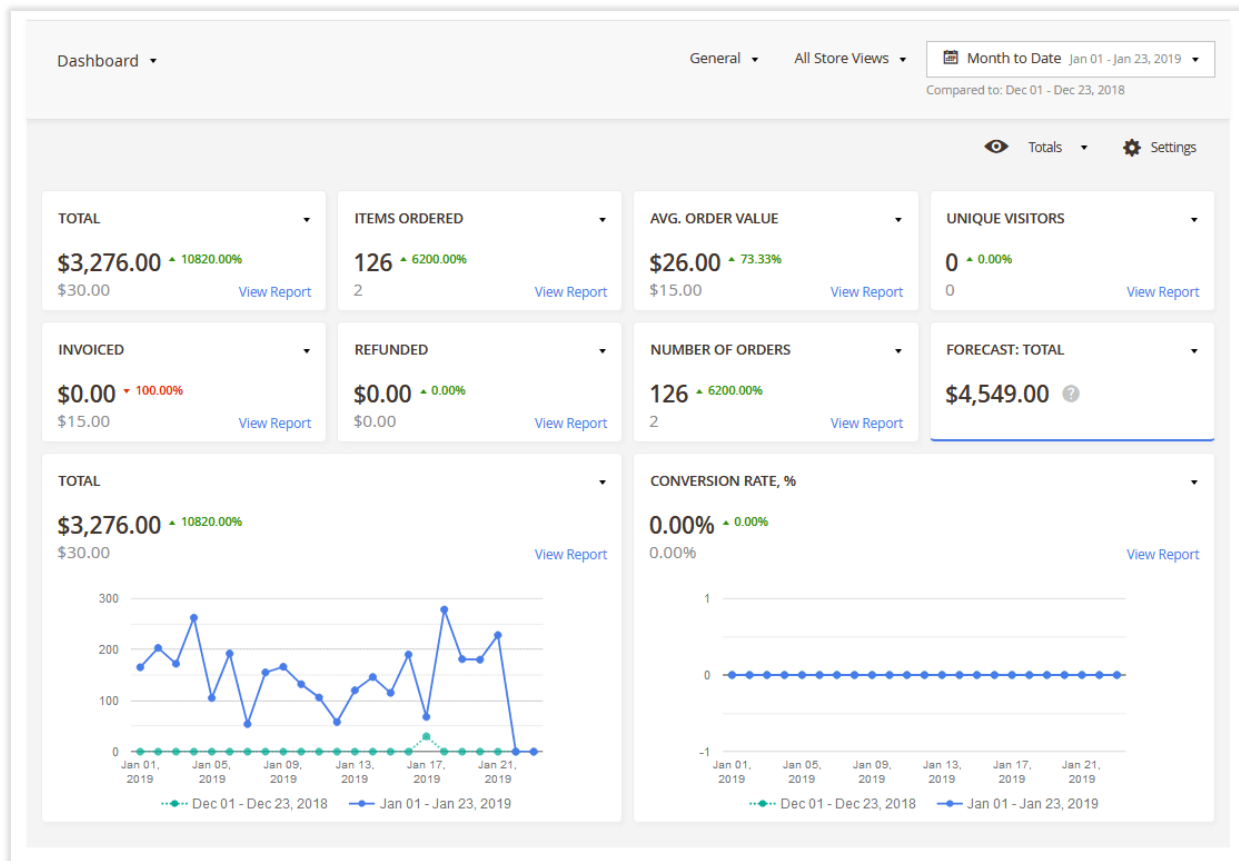 Dashboard
General
All Store Views
Month to Date Jan 01 - Jan 23, 2019
Compared to: Dec 01 - Dec 23, 2018
Totals
Settings
TOTAL
$3,276.00 10820.00%
$30.00
View Report
ITEMS ORDERED
126 6200.00%
2
View Report
AVG. ORDER VALUE
$26.00 73.33%
$15.00
View Report
UNIQUE VISITORS
0 0.00%
0
View Report
INVOICED
$0.00 100.00%
$15.00
View Report
REFUNDED
$0.00 0.00%
$0.00
View Report
NUMBER OF ORDERS
126 6200.00%
2
View Report
FORECAST: TOTAL
$4,549.00 ?
TOTAL
$3,276.00 10820.00%
$30.00
View Report
300
200
100
0
Jan 01, 2019
Jan 05, 2019
Jan 09, 2019
Jan 13, 2019
Jan 17, 2019
Jan 21, 2019
Dec 01 - Dec 23, 2018
Jan 01 - Jan 23, 2019
CONVERSION RATE, %
0.00% 0.00%
0.00%
View Report
1
0
-1
Jan 01, 2019
Jan 05, 2019
Jan 09, 2019
Jan 13, 2019
Jan 17, 2019
Jan 21, 2019
Dec 01 - Dec 23, 2018
Jan 01 - Jan 23, 2019